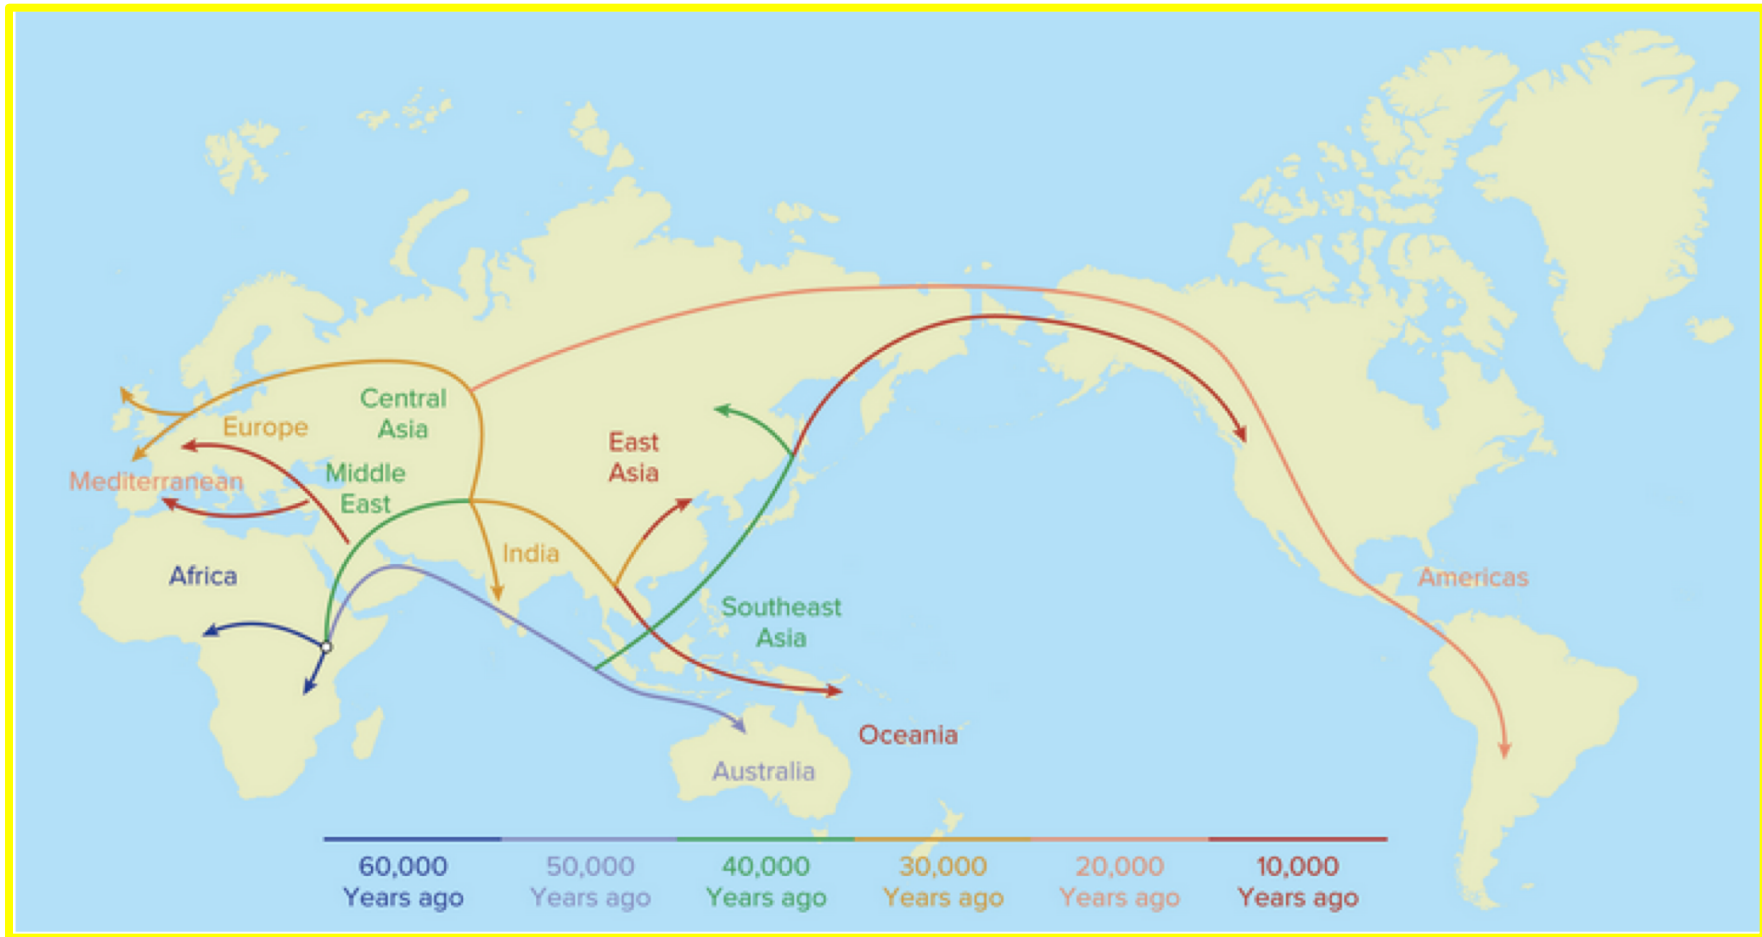 Central
Asia
Europe
East
Asia
Middle
East
Mediterranean
India
Africa
Americas
Southeast
Asia
Oceania
Australia
60,000
Years ago
50,000
Years ago
40,000
Years ago
30,000
Years ago
20,000
Years ago
10,000
Years ago